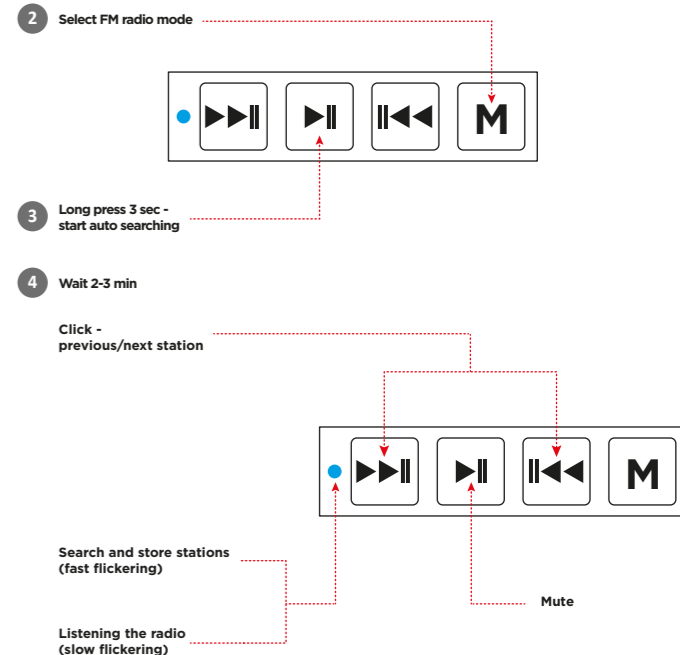 2
Select FM radio mode
M
3
Long press 3 sec -
start auto searching
4
Wait 2-3 min
Click -
previous/next station
M
Search and store stations
(fast flickering)
Mute
Listening the radio
(slow flickering)